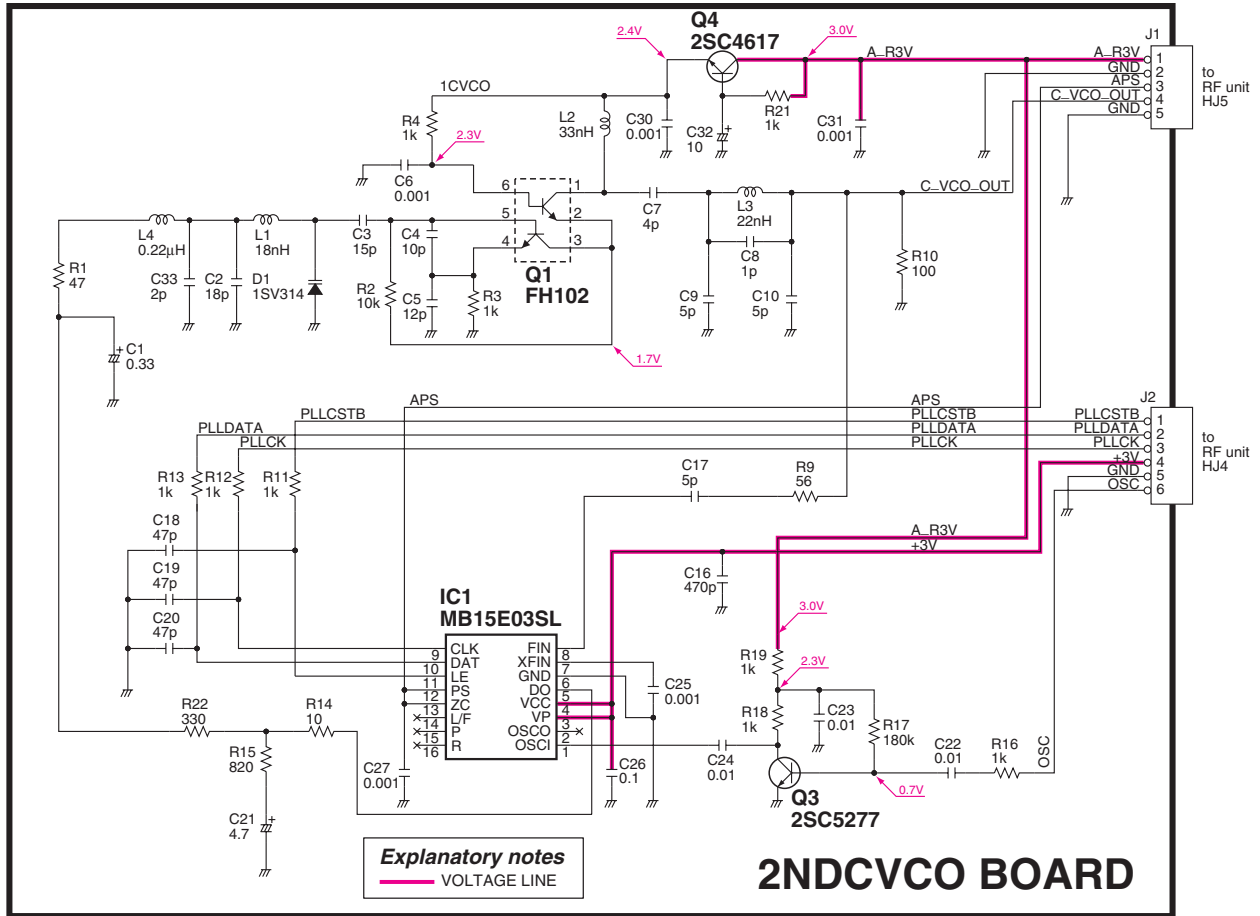 Q4
2SC4617
2.4V
3.0V
A_R3V
A_R3V
J1
GND
APS
C_VCO_OUT
GND
1
2
3
4
5
to
RF unit
HJ5
1CVCO
R4
1k
2.3V
L2
33nH
C30
0.001
C32
10
+
R21
1k
C31
0.001
C6
0.001
6
5
4
1
2
3
Q1
FH102
C7
4p
L3
22nH
C8
1p
C9
5p
C10
5p
C_VCO_OUT
R10
100
L4
0.22µH
L1
18nH
C3
15p
C4
10p
R1
47
C33
2p
C2
18p
D1
1SV314
R2
10k
C5
12p
R3
1k
+
C1
0.33
1.7V
APS
APS
PLLCSTB
PLLCSTB
PLLCSTB
PLLDATA
PLLDATA
PLLDATA
PLLCK
PLLCK
PLLCK
+3V
GND
OSC
J2
1
2
3
4
5
6
to
RF unit
HJ4
R13
1k
R12
1k
R11
1k
C17
5p
R9
56
C18
47p
C19
47p
C20
47p
A_R3V
+3V
C16
470p
IC1
MB15E03SL
CLK
DAT
LE
PS
ZC
L/F
P
R
9
10
11
12
13
14
15
16
FIN
XFIN
GND
DO
VCC
VP
OSCO
OSCI
8
7
6
5
4
3
2
1
C25
0.001
3.0V
R19
1k
2.3V
R18
1k
C23
0.01
R17
180k
C22
0.01
R16
1k
OSC
0.7V
Q3
2SC5277
C24
0.01
C26
0.1
C27
0.001
R22
330
R14
10
R15
820
C21
4.7
+
Explanatory notes
VOLTAGE LINE
2NDCVCO BOARD